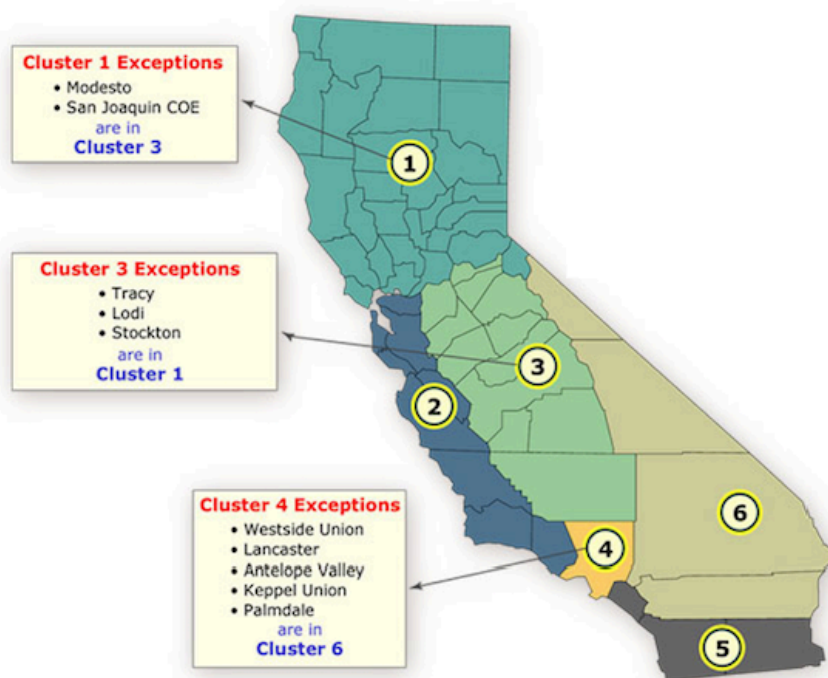 Cluster 1 Exceptions
• Modesto
• San Joaquin COE
are in
Cluster 3
1
Cluster 3 Exceptions
• Tracy
• Lodi
• Stockton
are in
Cluster 1
3
2
Cluster 4 Exceptions
• Westside Union
• Lancaster
• Antelope Valley
• Keppel Union
• Palmdale
are in
Cluster 6
6
4
5